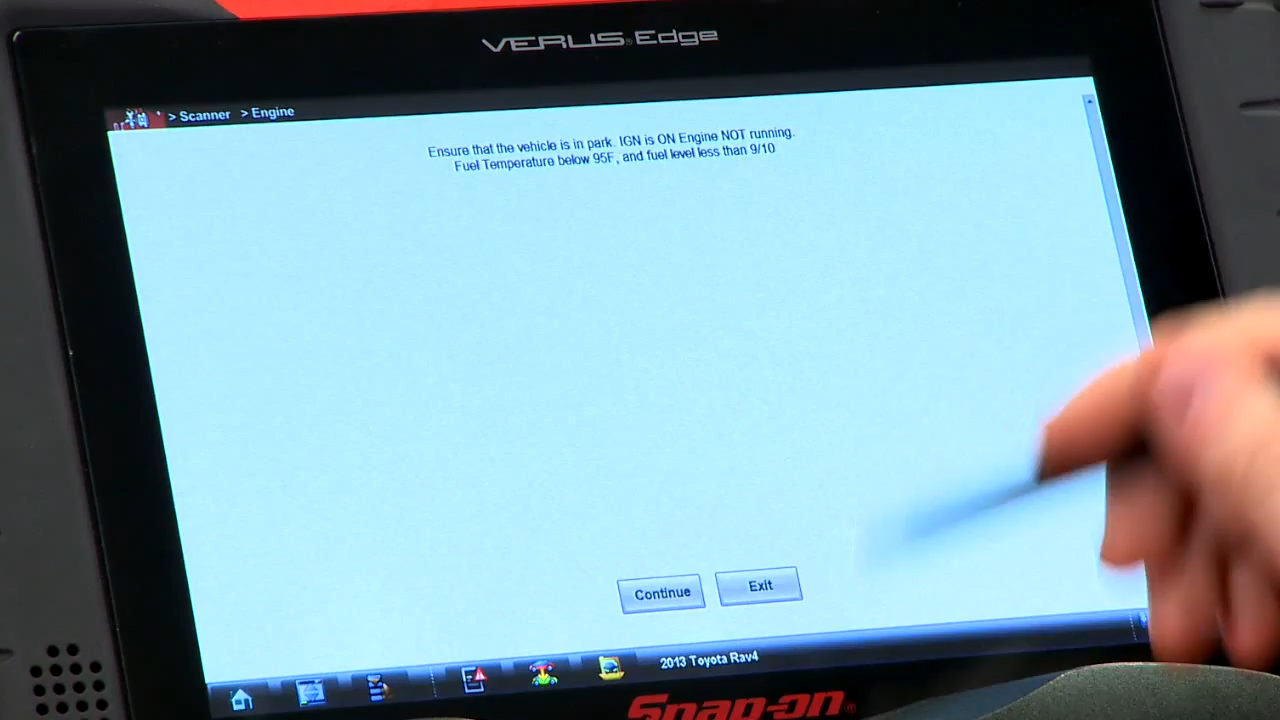 VERUS® Edge
> Scanner > Engine
Ensure that the vehicle is in park. IGN is ON Engine NOT running.
Fuel Temperature below 95F, and fuel level less than 9/10
Continue
Exit
2013 Toyota Rav4
Snap-on®